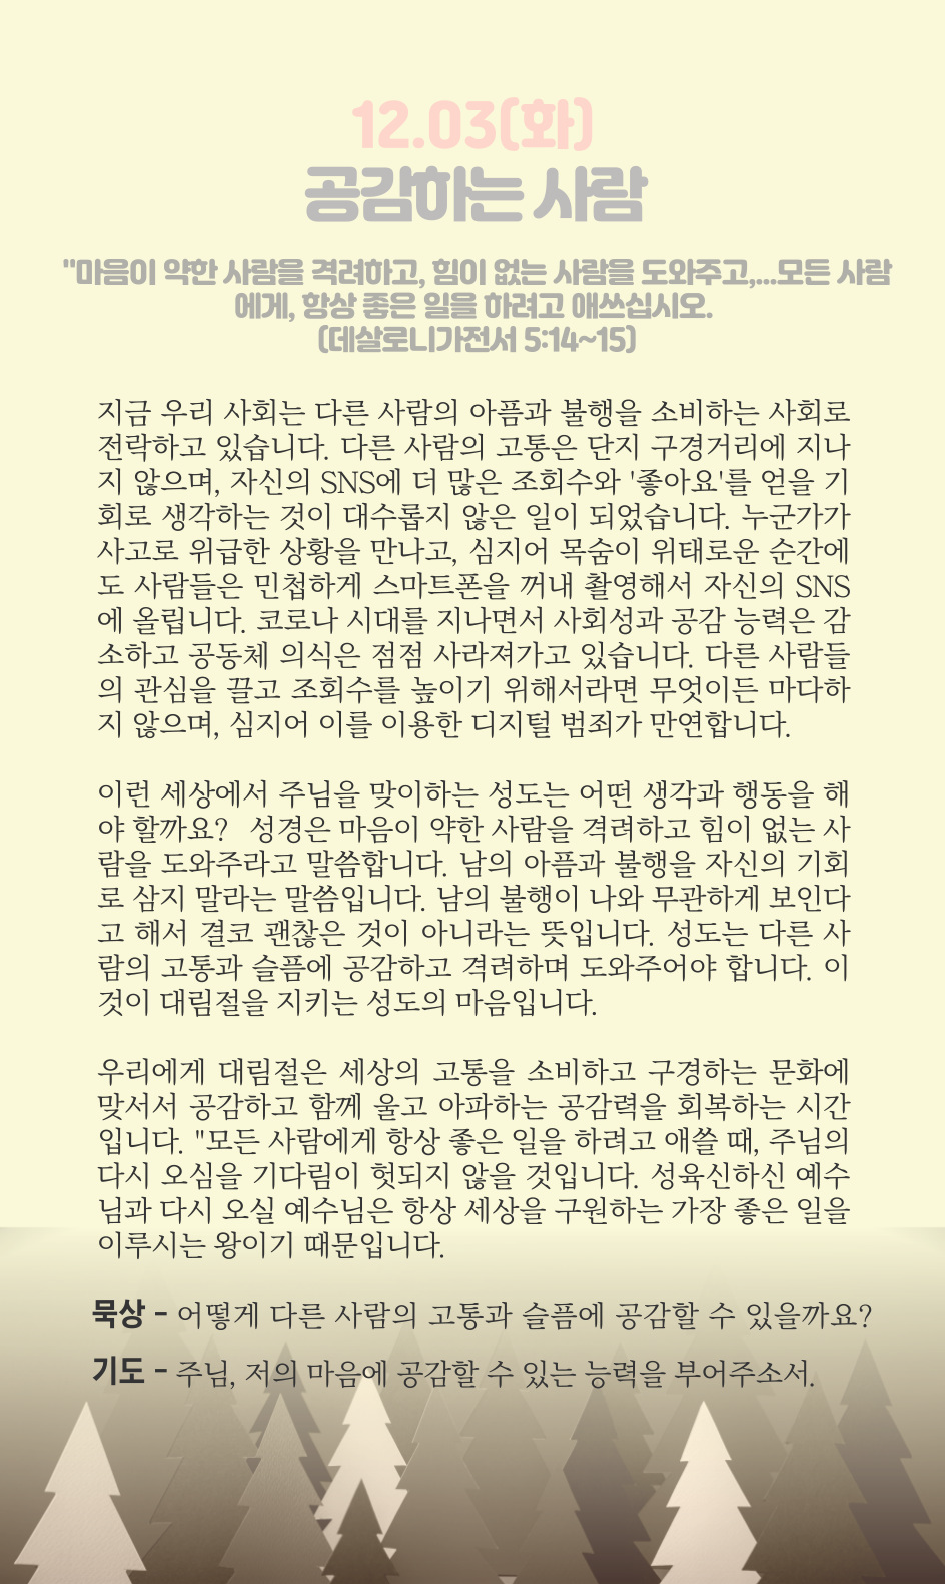 12.03(화)
공감하는 사람
"마음이 약한 사람을 격려하고, 힘이 없는 사람을 도와주고,...모든 사람
에게, 항상 좋은 일을 하려고 애쓰십시오.
(데살로니가전서 5:14~15)
지금 우리 사회는 다른 사람의 아픔과 불행을 소비하는 사회로
전락하고 있습니다. 다른 사람의 고통은 단지 구경거리에 지나
지 않으며, 자신의 SNS에 더 많은 조회수와 '좋아요'를 얻을 기
회로 생각하는 것이 대수롭지 않은 일이 되었습니다. 누군가가
사고로 위급한 상황을 만나고, 심지어 목숨이 위태로운 순간에
도 사람들은 민첩하게 스마트폰을 꺼내 촬영해서 자신의 SNS
에 올립니다. 코로나 시대를 지나면서 사회성과 공감 능력은 감
소하고 공동체 의식은 점점 사라져가고 있습니다. 다른 사람들
의 관심을 끌고 조회수를 높이기 위해서라면 무엇이든 마다하
지 않으며, 심지어 이를 이용한 디지털 범죄가 만연합니다.
이런 세상에서 주님을 맞이하는 성도는 어떤 생각과 행동을 해
야 할까요?  성경은 마음이 약한 사람을 격려하고 힘이 없는 사
람을 도와주라고 말씀합니다. 남의 아픔과 불행을 자신의 기회
로 삼지 말라는 말씀입니다. 남의 불행이 나와 무관하게 보인다
고 해서 결코 괜찮은 것이 아니라는 뜻입니다. 성도는 다른 사
람의 고통과 슬픔에 공감하고 격려하며 도와주어야 합니다. 이
것이 대림절을 지키는 성도의 마음입니다.
우리에게 대림절은 세상의 고통을 소비하고 구경하는 문화에
맞서서 공감하고 함께 울고 아파하는 공감력을 회복하는 시간
입니다. "모든 사람에게 항상 좋은 일을 하려고 애쓸 때, 주님의
다시 오심을 기다림이 헛되지 않을 것입니다. 성육신하신 예수
님과 다시 오실 예수님은 항상 세상을 구원하는 가장 좋은 일을
이루시는 왕이기 때문입니다.
묵상 - 어떻게 다른 사람의 고통과 슬픔에 공감할 수 있을까요?
기도 - 주님, 저의 마음에 공감할 수 있는 능력을 부어주소서.